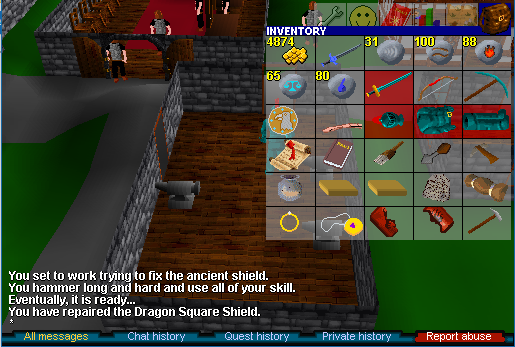 INVENTORY
4874 31 100 88
65 80
You set to work trying to fix the ancient shield.
You hammer long and hard and use all of your skill.
Eventually, it is ready...
You have repaired the Dragon Square Shield.
*
All messages Chat history Quest history Private history Report abuse